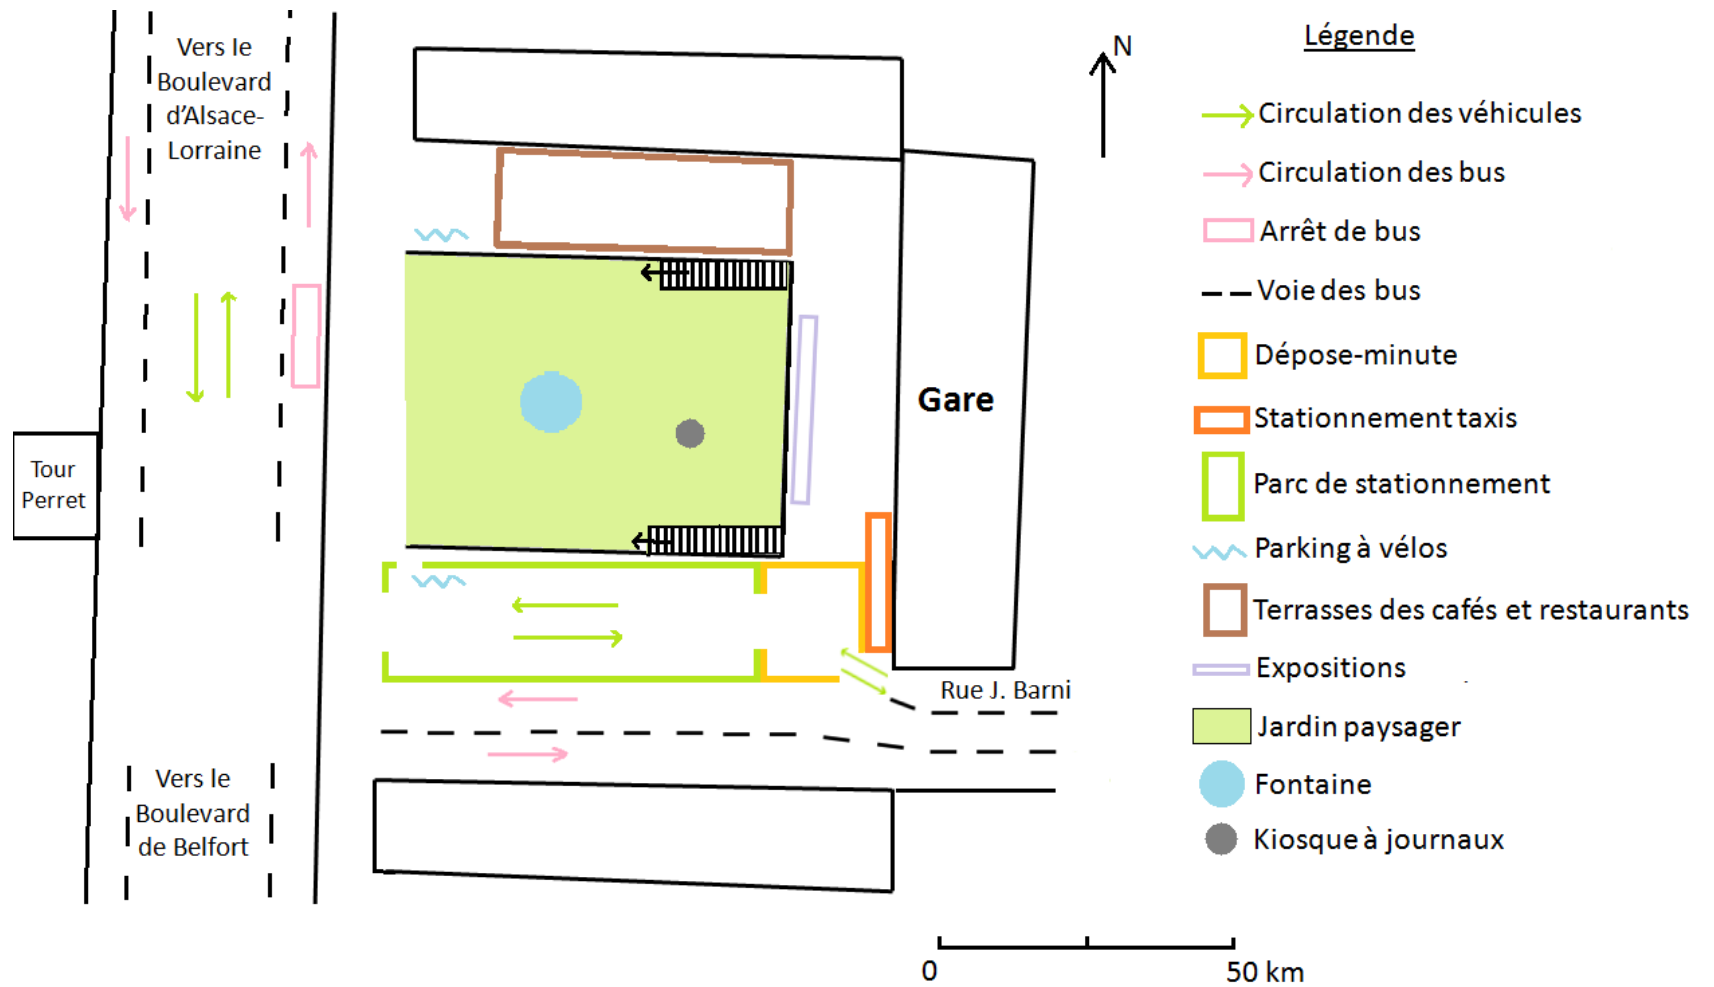 Vers le
Boulevard
d'Alsace-
Lorraine
N
Tour
Perret
Gare
Rue J. Barni
Vers le
Boulevard
de Belfort
Légende
Circulation des véhicules
Circulation des bus
Arrêt de bus
Voie des bus
Dépose-minute
Stationnement taxis
Parc de stationnement
Parking à vélos
Terrasses des cafés et restaurants
Expositions
Jardin paysager
Fontaine
Kiosque à journaux
0 50 km